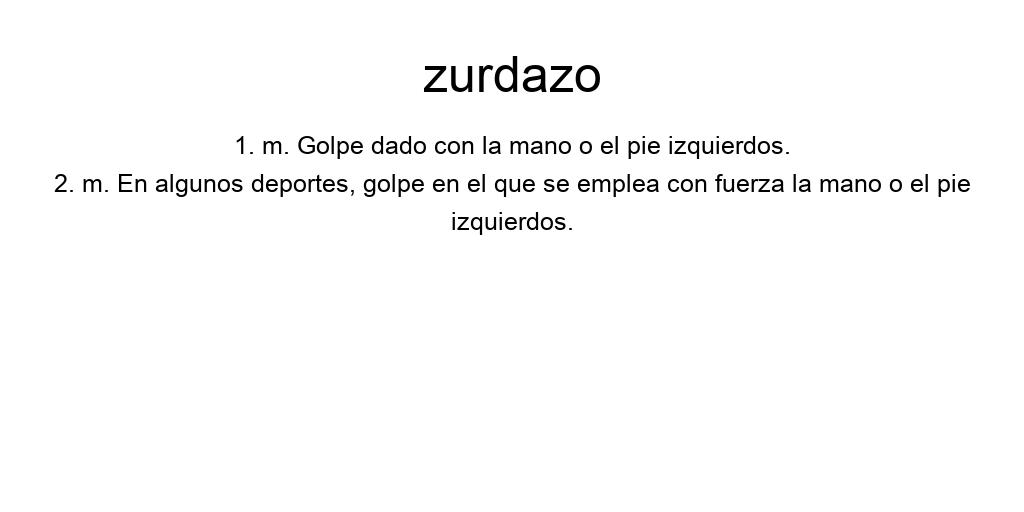 zurdazo
1. m. Golpe dado con la mano o el pie izquierdos.
2. m. En algunos deportes, golpe en el que se emplea con fuerza la mano o el pie
izquierdos.